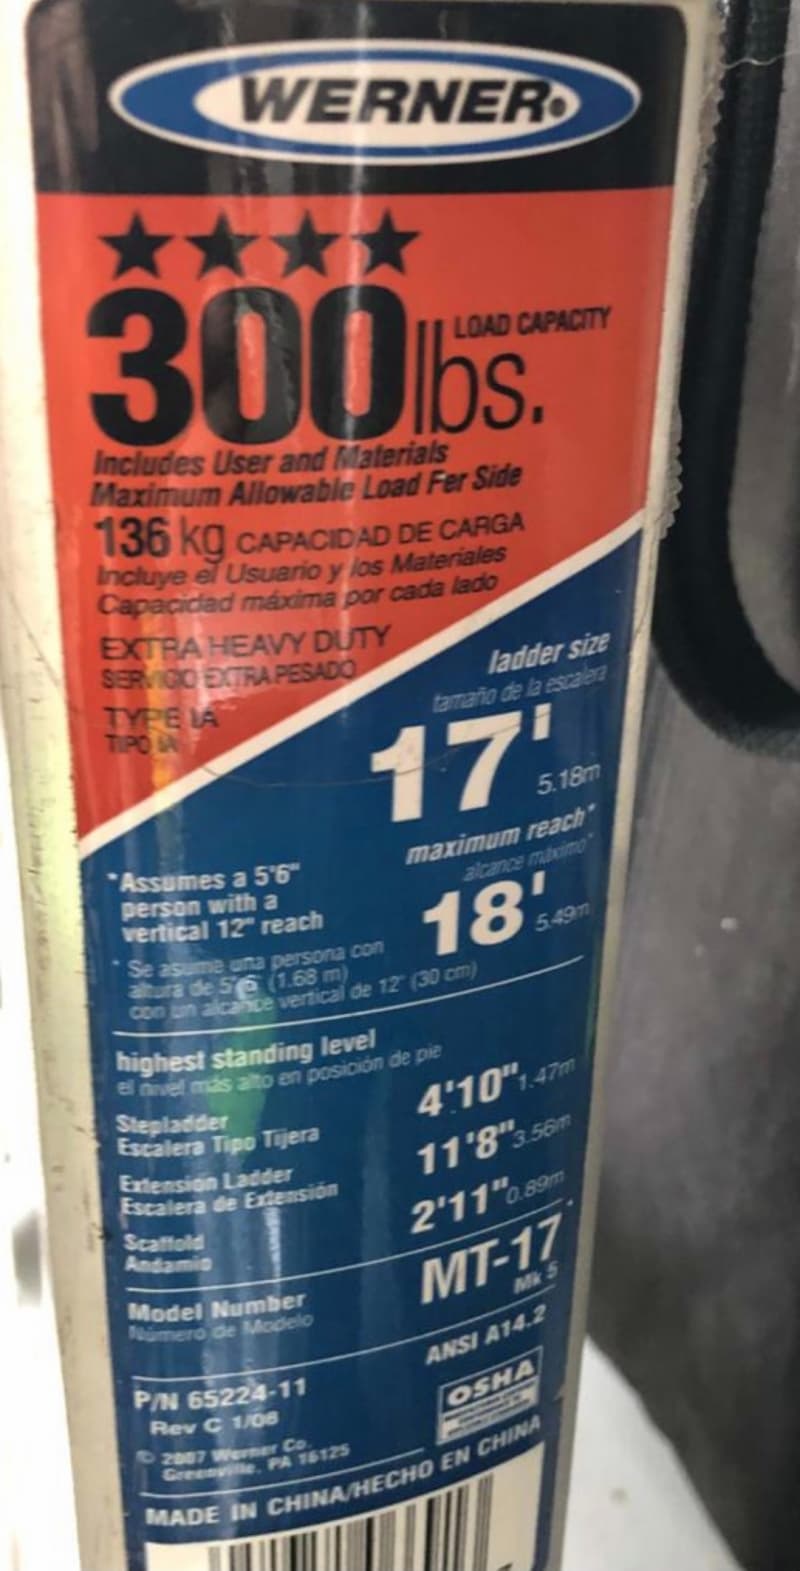 WERNER®
300 lbs.
LOAD CAPACITY
Includes User and Materials
Maximum Allowable Load Per Side
136 kg CAPACIDAD DE CARGA
Incluye el Usuario y los Materiales
Capacidad máxima por cada lado
EXTRA HEAVY DUTY
SERVICIO EXTRA PESADO
TYPE IA
TIPO IA
ladder size
tamaño de la escalera
17' 5.18m
maximum reach*
alcance máximo*
18' 5.49m
*Assumes a 5'6"
person with a
vertical 12" reach
* Se asume una persona con
altura de 5'6" (1.68 m)
con un alcance vertical de 12" (30 cm)
highest standing level
el nivel más alto en posición de pie
Stepladder 4'10" 1.47m
Escalera Tipo Tijera
Extension Ladder 11'8" 3.56m
Escalera de Extensión
Scaffold 2'11" 0.89m
Andamio
Model Number MT-17
Número de Modelo Mk 5
ANSI A14.2
P/N 65224-11
Rev C 1/08
OSHA
© 2007 Werner Co.
Greenville, PA 16125
MADE IN CHINA/HECHO EN CHINA